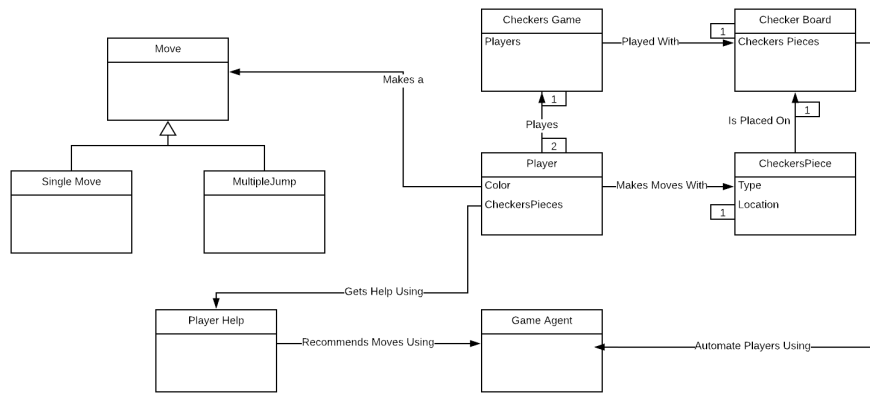 Checkers Game
Checker Board
Players
Played With
1
Checkers Pieces
Move
Makes a
1
Playes
2
Is Placed On
1
Player
CheckersPiece
Single Move
MultipleJump
Color
CheckersPieces
Makes Moves With
Type
Location
1
Gets Help Using
Player Help
Game Agent
Recommends Moves Using
Automate Players Using